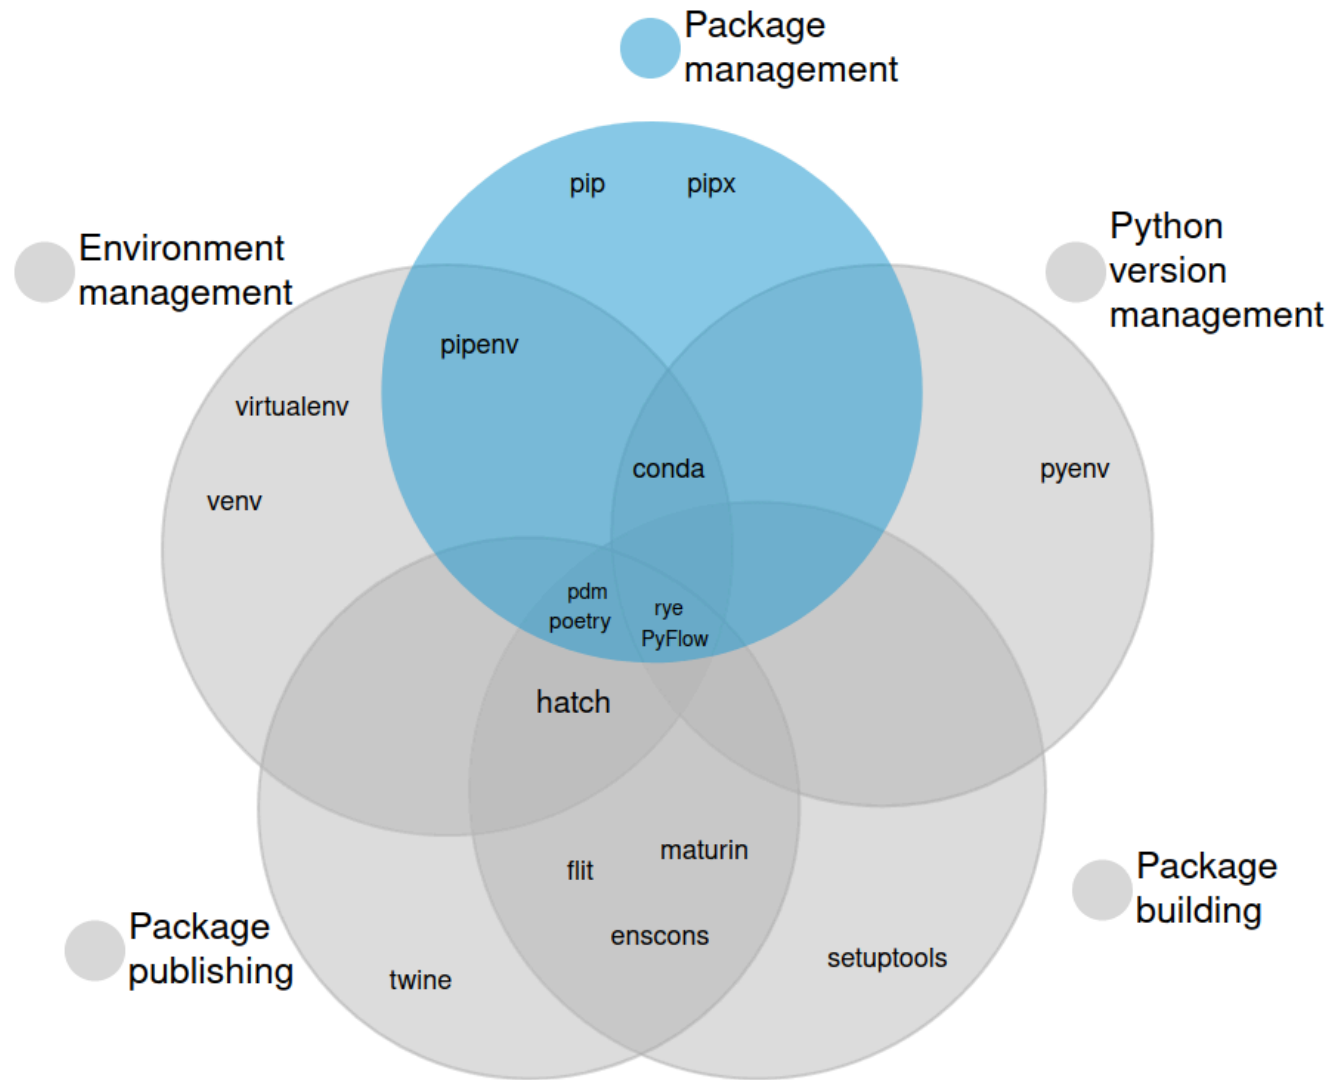 Package
management
pip
pipx
Environment
management
Python
version
management
pipenv
virtualenv
conda
pyenv
venv
pdm
poetry
rye
PyFlow
hatch
maturin
flit
enscons
Package
building
Package
publishing
setuptools
twine